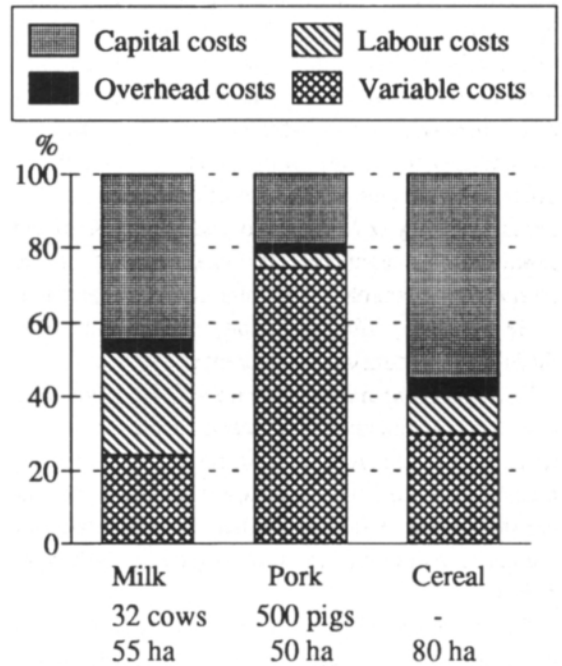 Capital costs Labour costs
Overhead costs Variable costs
%
100
80
60
40
20
0
Milk Pork Cereal
32 cows 500 pigs -
55 ha 50 ha 80 ha